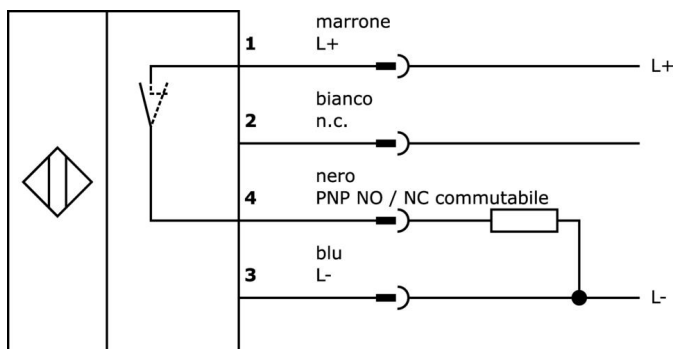 marrone
1 L+
L+
bianco
2 n.c.
nero
4 PNP NO / NC commutabile
blu
3 L-
L-